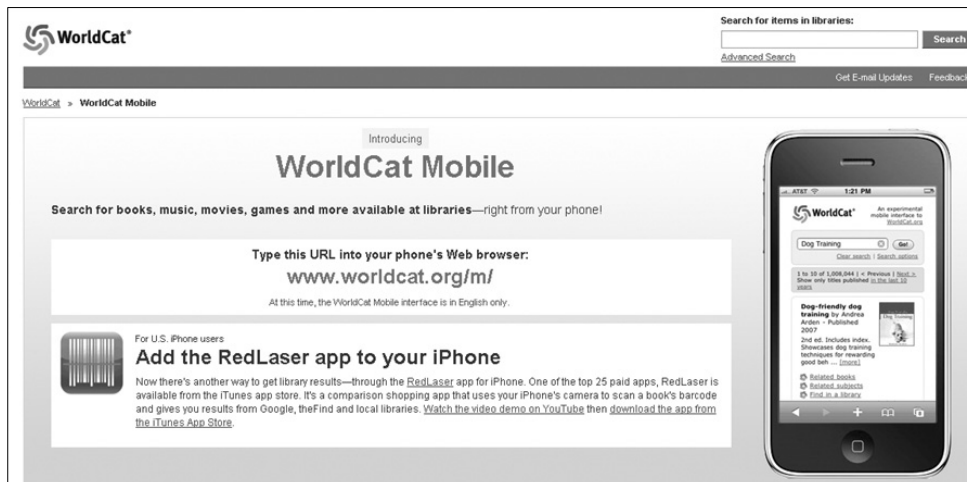 WorldCat®
Search for items in libraries:
Search
Advanced Search
Get E-mail Updates Feedback
WorldCat » WorldCat Mobile
Introducing
WorldCat Mobile
Search for books, music, movies, games and more available at libraries—right from your phone!
Type this URL into your phone's Web browser:
www.worldcat.org/m/
At this time, the WorldCat Mobile interface is in English only.
For U.S. iPhone users
Add the RedLaser app to your iPhone
Now there's another way to get library results—through the RedLaser app for iPhone. One of the top 25 paid apps, RedLaser is
available from the iTunes app store. It's a comparison shopping app that uses your iPhone's camera to scan a book's barcode
and gives you results from Google, theFind and local libraries. Watch the video demo on YouTube then download the app from
the iTunes App Store.
AT&T 1:21 PM
WorldCat®
An experimental
mobile interface to
WorldCat.org
Dog Training Go!
Clear search | Search options
1 to 10 of 1,008,044 | < Previous | Next >
Show only titles published in the last 10
years
Dog-friendly dog
training by Andrea
Arden - Published
2007
Dog Training
2nd ed. Includes index.
Showcases dog training
techniques for rewarding
good beh ... [more]
Related books
Related subjects
Find in a library